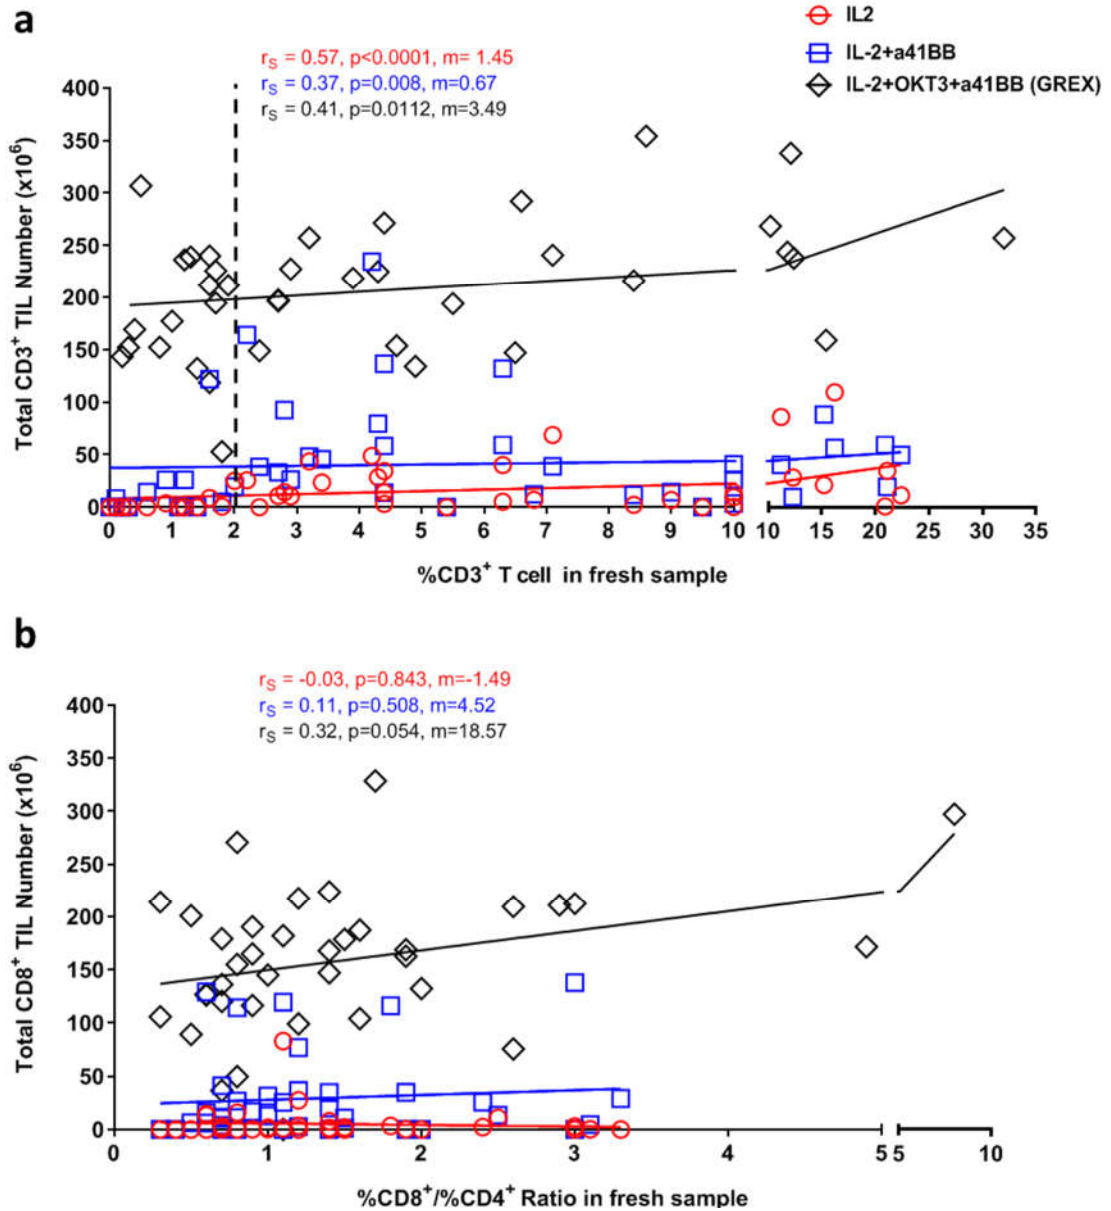 a
IL2
IL-2+a41BB
IL-2+OKT3+a41BB (GREX)
rS = 0.57, p<0.0001, m= 1.45
rS = 0.37, p=0.008, m=0.67
rS = 0.41, p=0.0112, m=3.49
Total CD3+ TIL Number (x10^6)
400
350
300
250
200
150
100
50
0
0 1 2 3 4 5 6 7 8 9 10 10 15 20 25 30 35
%CD3+ T cell in fresh sample
b
rS = -0.03, p=0.843, m=-1.49
rS = 0.11, p=0.508, m=4.52
rS = 0.32, p=0.054, m=18.57
Total CD8+ TIL Number (x10^6)
400
350
300
250
200
150
100
50
0
0 1 2 3 4 5 5 10
%CD8+/%CD4+ Ratio in fresh sample